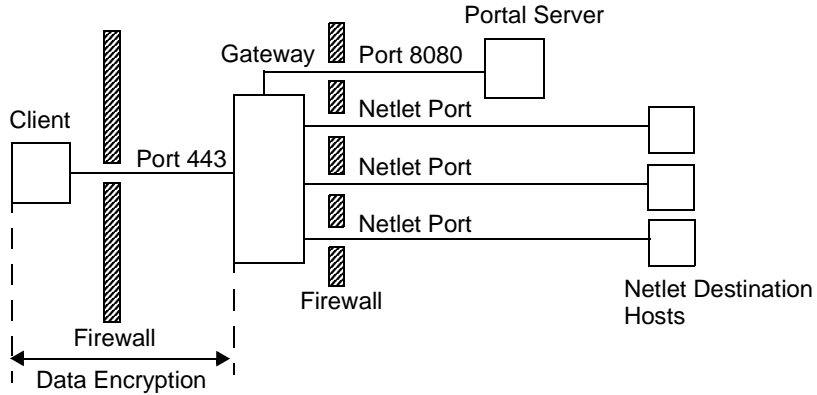 Portal Server
Gateway
Port 8080
Netlet Port
Client
Port 443
Netlet Port
Netlet Port
Netlet Destination
Hosts
Firewall
Firewall
Data Encryption